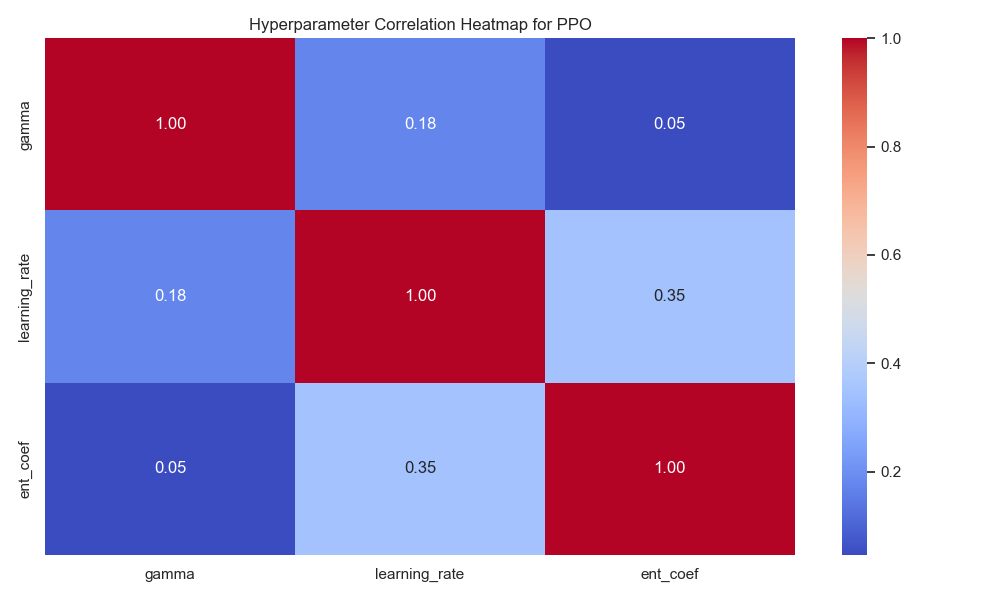 Hyperparameter Correlation Heatmap for PPO
gamma
1.00
0.18
0.05
learning_rate
0.18
1.00
0.35
ent_coef
0.05
0.35
1.00
gamma
learning_rate
ent_coef
1.0
0.8
0.6
0.4
0.2